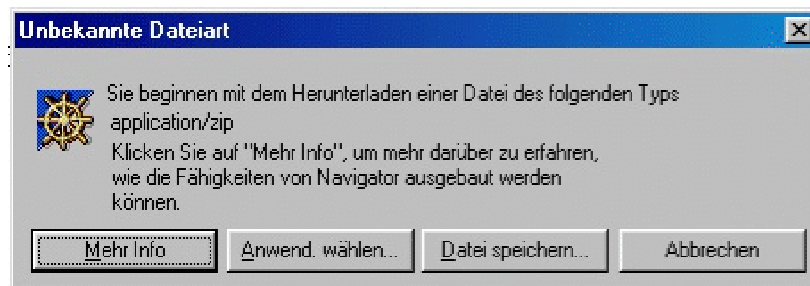 Unbekannte Dateiart
Sie beginnen mit dem Herunterladen einer Datei des folgenden Typs
application/zip
Klicken Sie auf "Mehr Info", um mehr darüber zu erfahren,
wie die Fähigkeiten von Navigator ausgebaut werden
können.
Mehr Info
Anwend. wählen...
Datei speichern...
Abbrechen